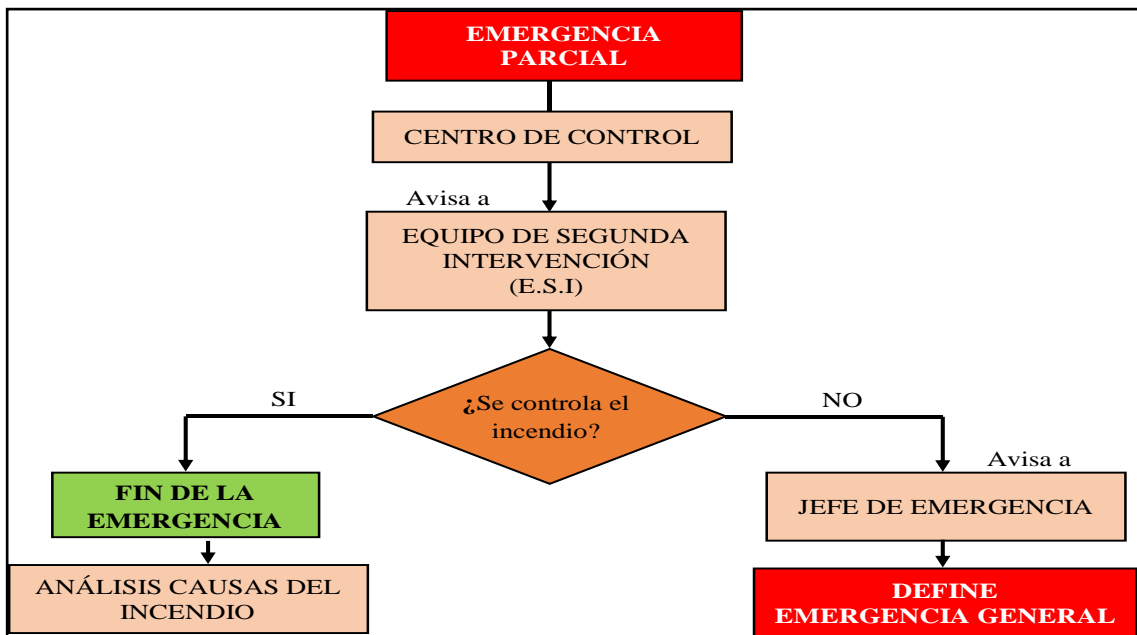 EMERGENCIA
PARCIAL
CENTRO DE CONTROL
Avisa a
EQUIPO DE SEGUNDA
INTERVENCIÓN
(E.S.I)
¿Se controla el
incendio?
SI
NO
FIN DE LA
EMERGENCIA
ANÁLISIS CAUSAS DEL
INCENDIO
Avisa a
JEFE DE EMERGENCIA
DEFINE
EMERGENCIA GENERAL